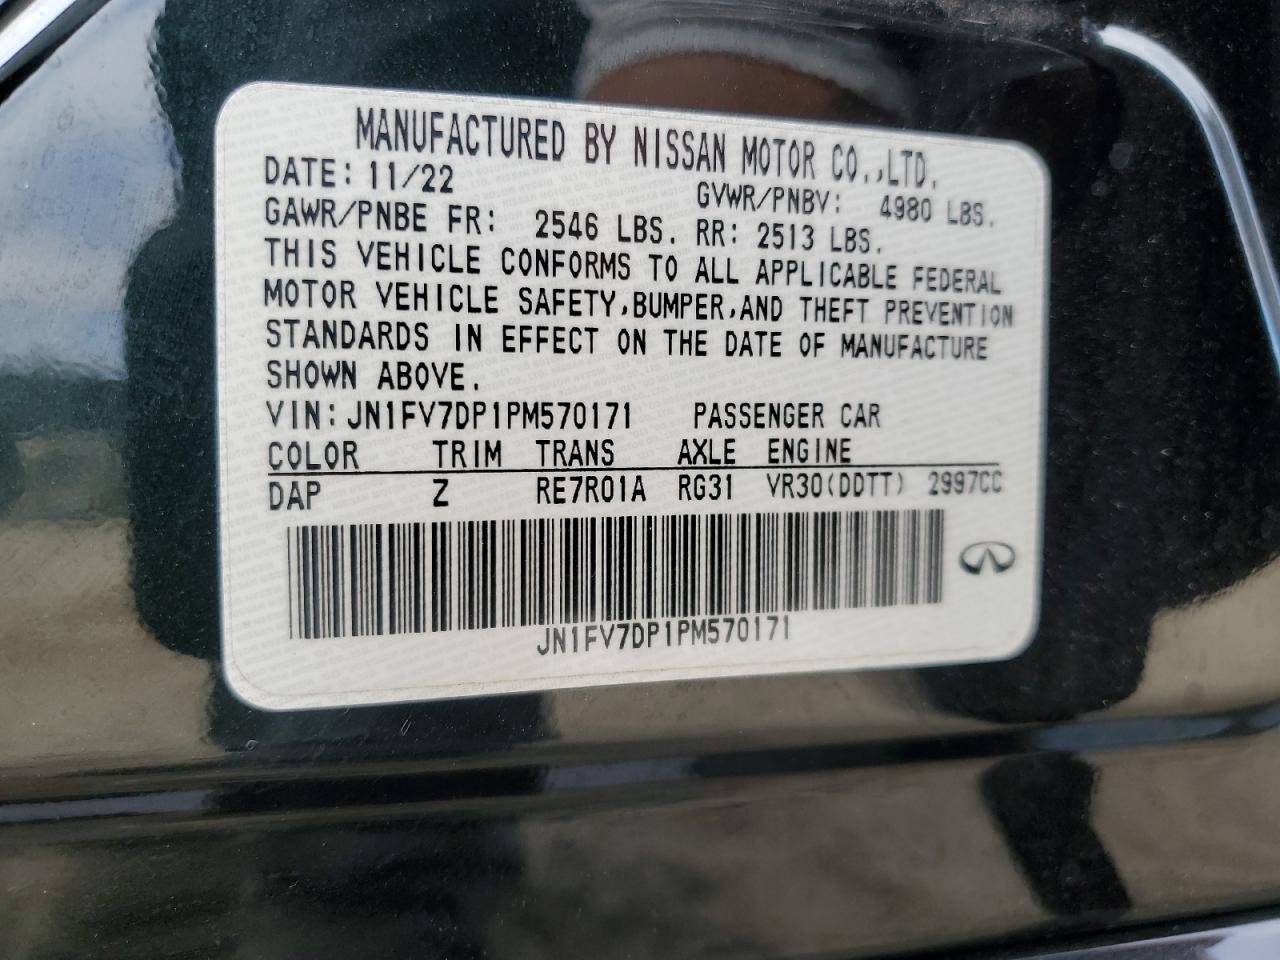 MANUFACTURED BY NISSAN MOTOR CO.,LTD.
DATE: 11/22 GVWR/PNBV: 4980 LBS.
GAWR/PNBE FR: 2546 LBS. RR: 2513 LBS.
THIS VEHICLE CONFORMS TO ALL APPLICABLE FEDERAL
MOTOR VEHICLE SAFETY,BUMPER,AND THEFT PREVENTION
STANDARDS IN EFFECT ON THE DATE OF MANUFACTURE
SHOWN ABOVE.
VIN:JN1FV7DP1PM570171 PASSENGER CAR
COLOR TRIM TRANS AXLE ENGINE
DAP Z RE7R01A RG31 VR30(DDTT) 2997CC
JN1FV7DP1PM570171